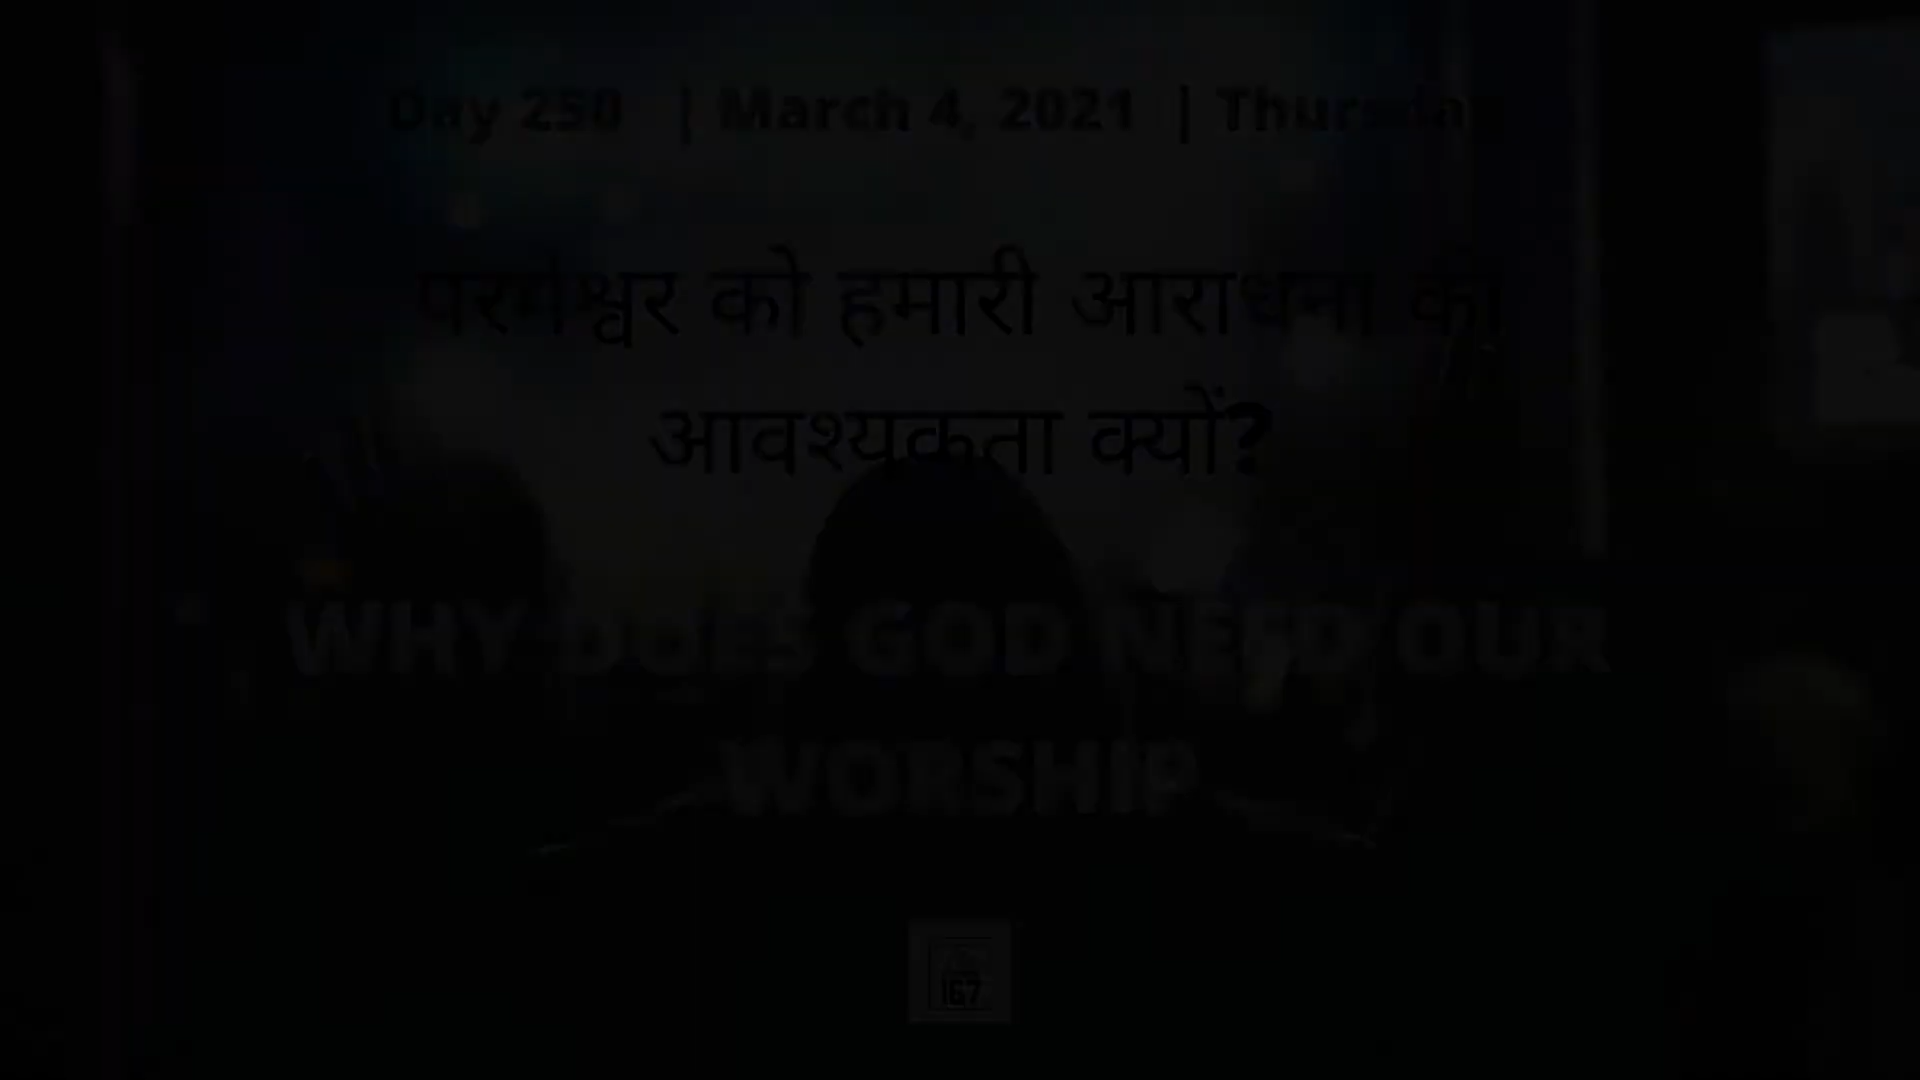 Day 250 | March 4, 2021 | Thursday
परमेश्वर को हमारी आराधना का
आवश्यकता क्यों?
WHY DOES GOD NEED OUR
WORSHIP
167